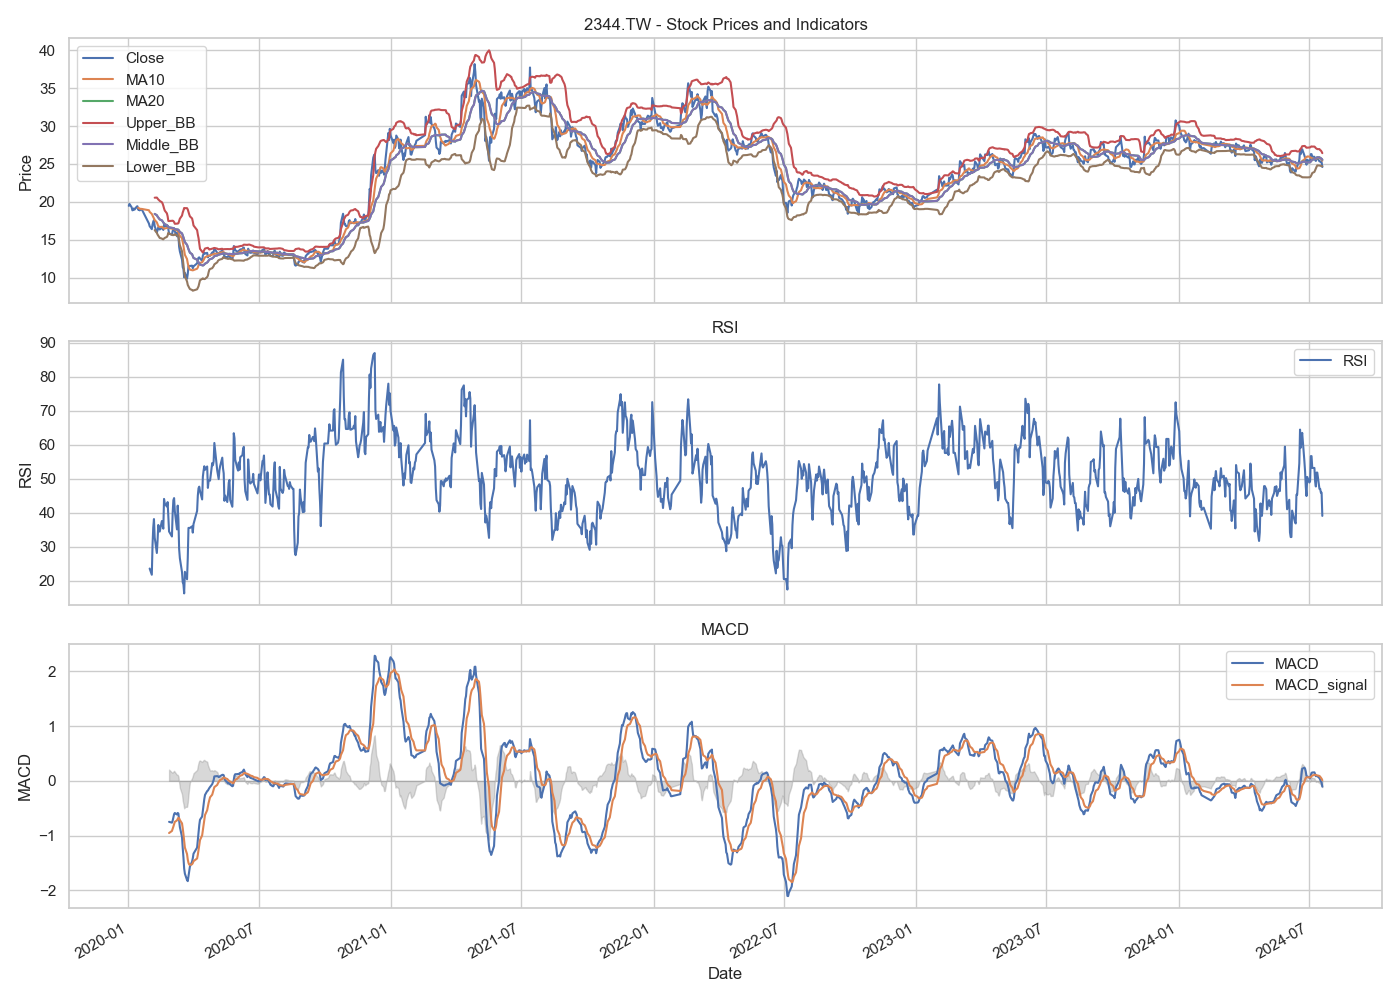 2344.TW - Stock Prices and Indicators
40
35
30
25
20
15
10
Price
Close
MA10
MA20
Upper_BB
Middle_BB
Lower_BB
RSI
90
80
70
60
50
40
30
20
RSI
RSI
MACD
2
1
0
−1
−2
MACD
MACD
MACD_signal
2020-01
2020-07
2021-01
2021-07
2022-01
2022-07
2023-01
2023-07
2024-01
2024-07
Date